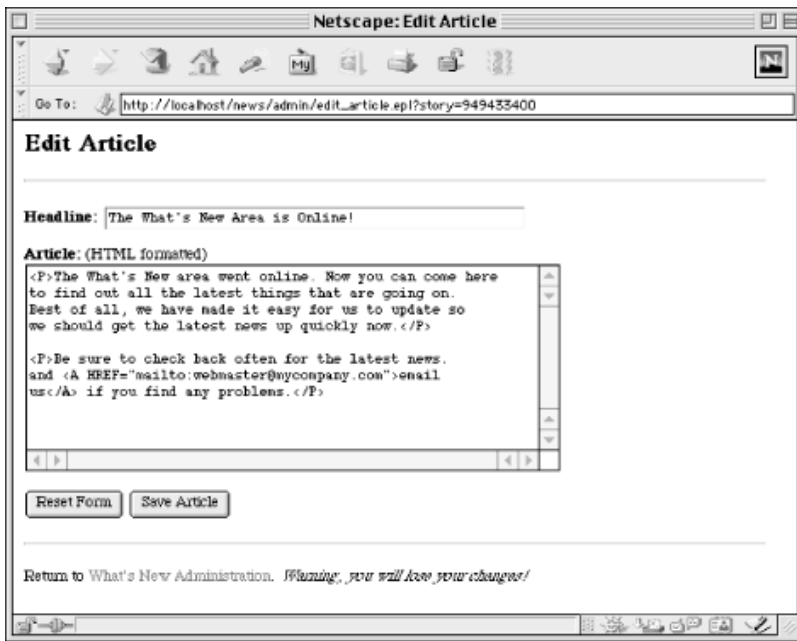 Netscape: Edit Article
My
N
Go To: http://localhost/news/admin/edit_article.epl?story=949433400
Edit Article
Headline: The What's New Area is Online!
Article: (HTML formatted)
<P>The What's New area went online. Now you can come here
to find out all the latest things that are going on.
Best of all, we have made it easy for us to update so
we should get the latest news up quickly now.</P>
<P>Be sure to check back often for the latest news.
and <A HREF="mailto:webmaster@mycompany.com">email
us</A> if you find any problems.</P>
Reset Form Save Article
Return to What's New Administration. Warning, you will lose your changes!